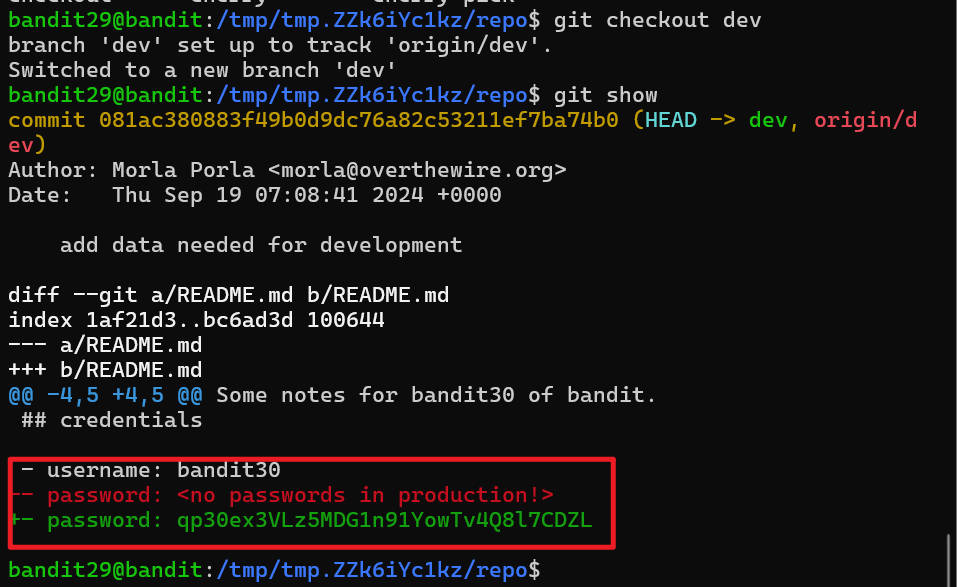 bandit29@bandit:/tmp/tmp.ZZk6iYc1kz/repo$ git checkout dev
branch 'dev' set up to track 'origin/dev'.
Switched to a new branch 'dev'
bandit29@bandit:/tmp/tmp.ZZk6iYc1kz/repo$ git show
commit 081ac380883f49b0d9dc76a82c53211ef7ba74b0 (HEAD -> dev, origin/d
ev)
Author: Morla Porla <morla@overthewire.org>
Date:   Thu Sep 19 07:08:41 2024 +0000
    add data needed for development
diff --git a/README.md b/README.md
index 1af21d3..bc6ad3d 100644
--- a/README.md
+++ b/README.md
@@ -4,5 +4,5 @@ Some notes for bandit30 of bandit.
 ## credentials
 - username: bandit30
-- password: <no passwords in production!>
+- password: qp30ex3VLz5MDG1n91YowTv4Q8l7CDZL
bandit29@bandit:/tmp/tmp.ZZk6iYc1kz/repo$